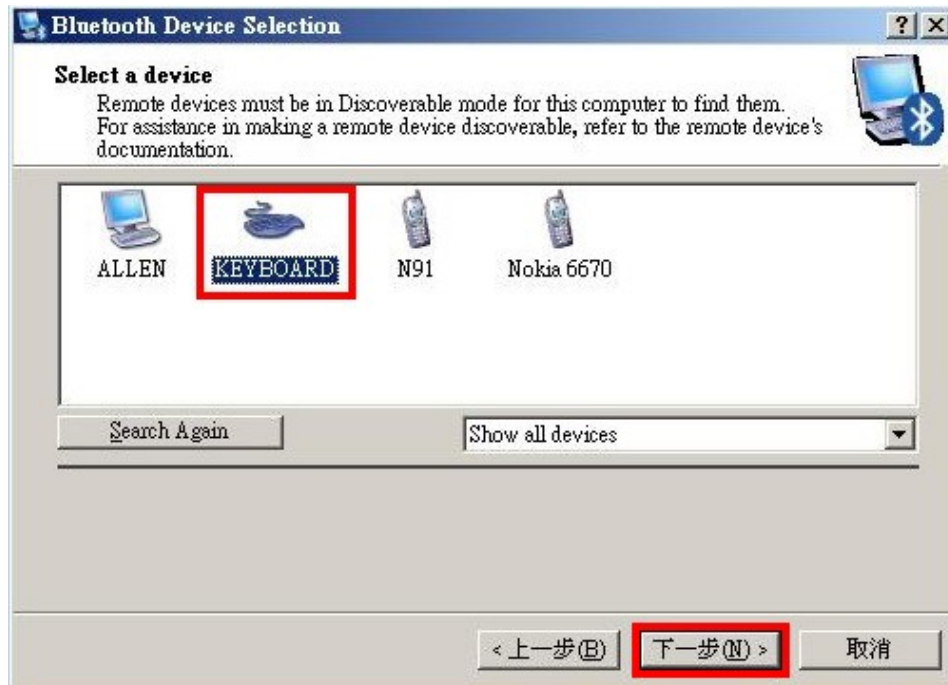 Bluetooth Device Selection
Select a device
Remote devices must be in Discoverable mode for this computer to find them.
For assistance in making a remote device discoverable, refer to the remote device's
documentation.
ALLEN KEYBOARD N91 Nokia 6670
Search Again Show all devices
<上一步(B) 下一步(N)> 取消